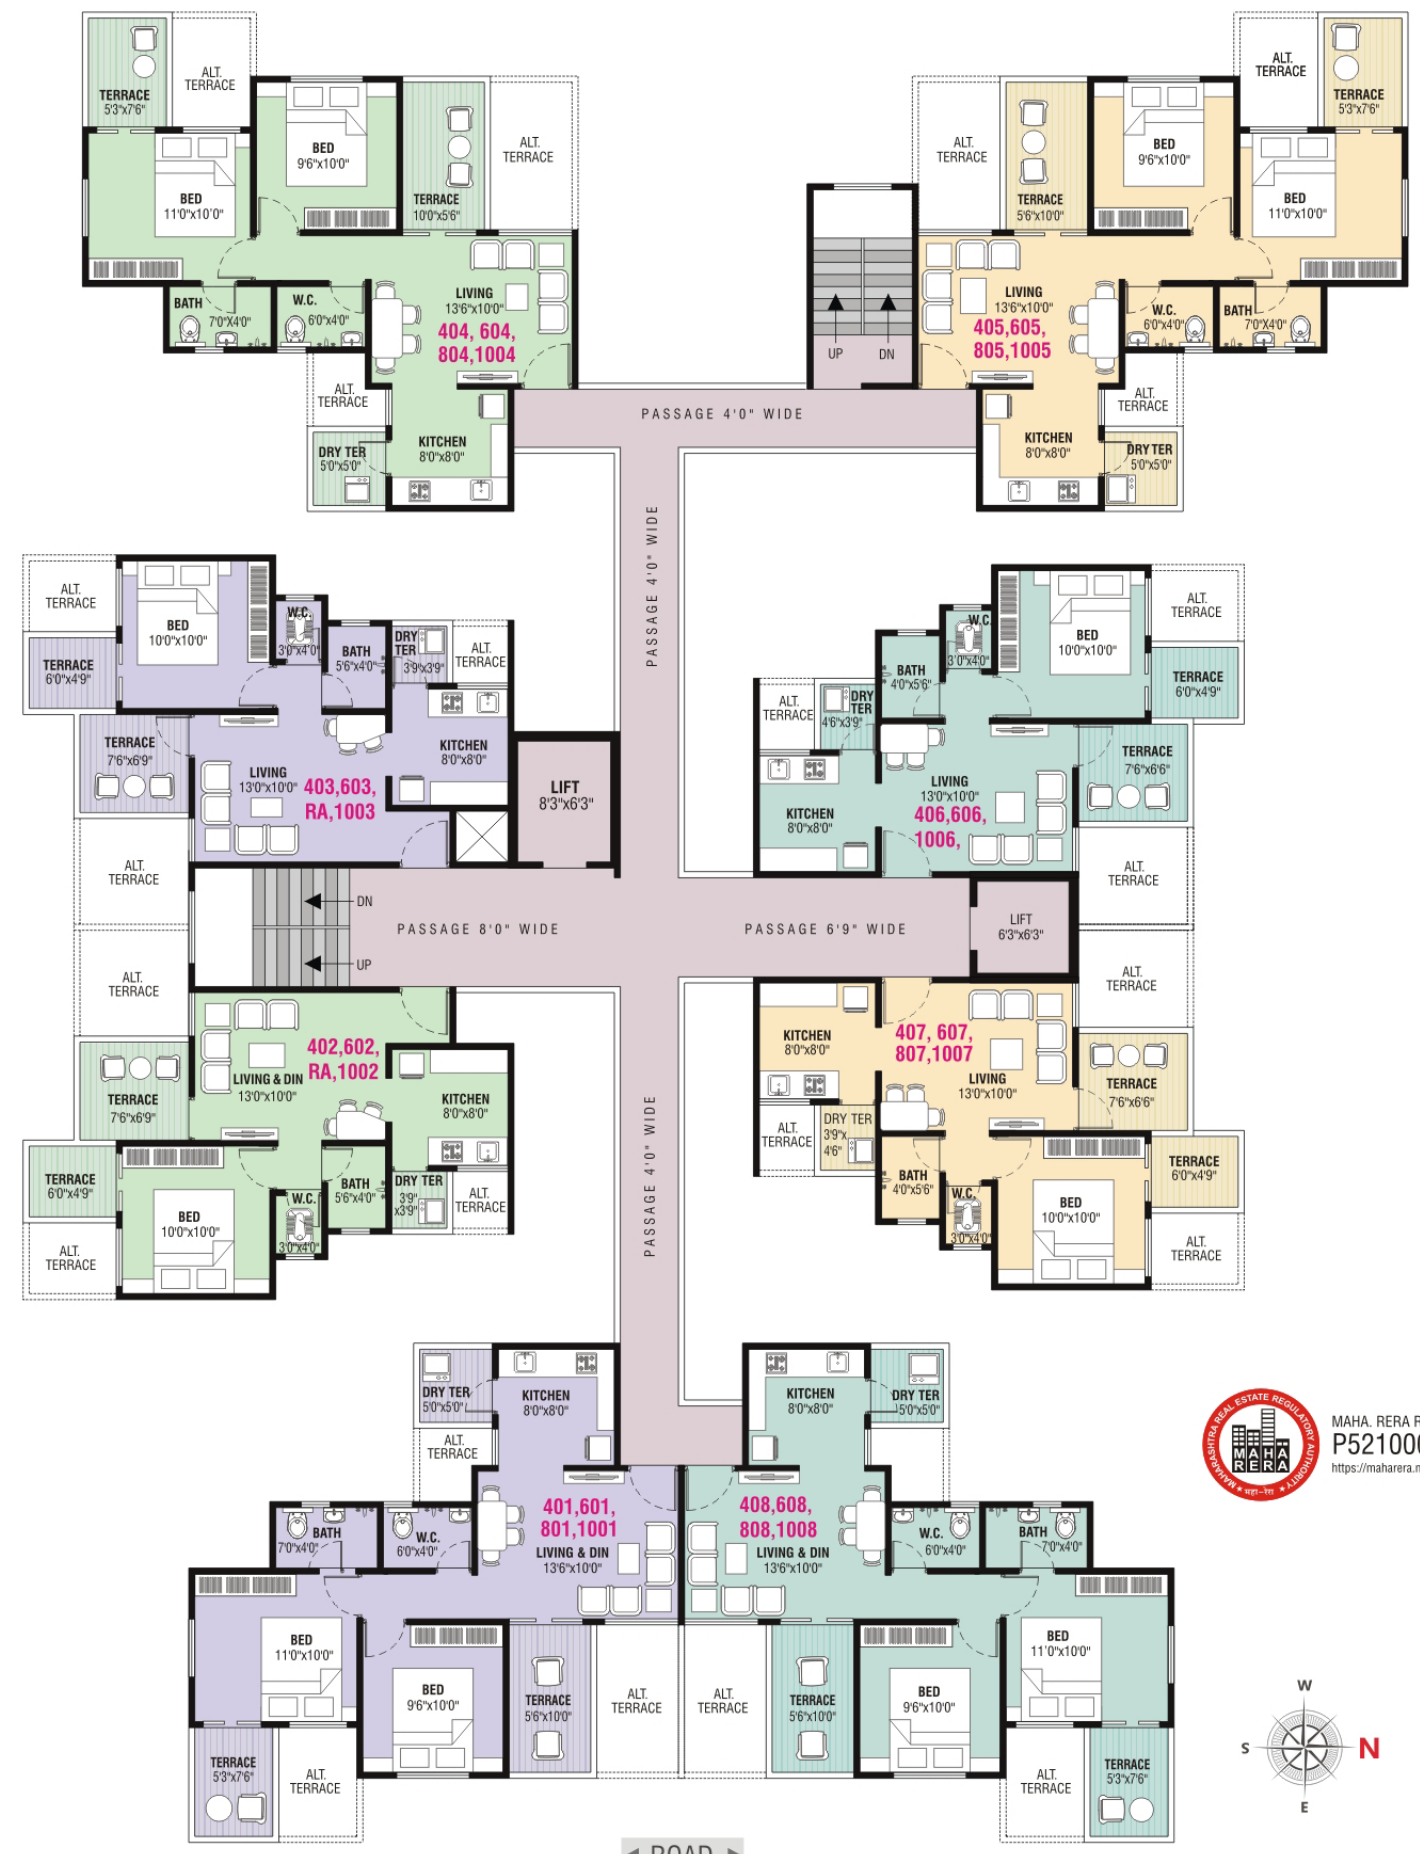 TERRACE
5'3"x7'6"
ALT.
TERRACE
BED
11'0"x10'0"
BED
9'6"x10'0"
TERRACE
10'0"x5'6"
ALT.
TERRACE
BATH
7'0"X4'0"
W.C.
6'0"x4'0"
LIVING
13'6"x10'0"
404, 604,
804,1004
ALT.
TERRACE
DRY TER
5'0"x5'0"
KITCHEN
8'0"x8'0"
UP
DN
ALT.
TERRACE
TERRACE
5'6"x10'0"
BED
9'6"x10'0"
ALT.
TERRACE
TERRACE
5'3"x7'6"
BED
11'0"x10'0"
LIVING
13'6"x10'0"
405,605,
805,1005
W.C.
6'0"x4'0"
BATH
7'0"X4'0"
ALT.
TERRACE
KITCHEN
8'0"x8'0"
DRY TER
5'0"x5'0"
PASSAGE 4'0" WIDE
PASSAGE 4'0" WIDE
ALT.
TERRACE
BED
10'0"x10'0"
TERRACE
6'0"x4'9"
W.C.
3'0"x4'0"
BATH
5'6"x4'0"
DRY
TER
3'9"x3'9"
ALT.
TERRACE
TERRACE
7'6"x6'9"
LIVING
13'0"x10'0"
403,603,
RA,1003
KITCHEN
8'0"x8'0"
LIFT
8'3"x6'3"
ALT.
TERRACE
W.C.
3'0"x4'0"
BED
10'0"x10'0"
ALT.
TERRACE
BATH
4'0"x5'6"
TERRACE
6'0"x4'9"
ALT.
TERRACE
DRY
TER
4'6"x3'9"
TERRACE
7'6"x6'6"
KITCHEN
8'0"x8'0"
LIVING
13'0"x10'0"
406,606,
1006,
ALT.
TERRACE
DN
UP
PASSAGE 8'0" WIDE
PASSAGE 6'9" WIDE
LIFT
6'3"x6'3"
ALT.
TERRACE
ALT.
TERRACE
402,602,
RA,1002
LIVING & DIN
13'0"x10'0"
TERRACE
7'6"x6'9"
KITCHEN
8'0"x8'0"
TERRACE
6'0"x4'9"
BED
10'0"x10'0"
W.C.
3'0"x4'0"
BATH
5'6"x4'0"
DRY TER
3'9"
x3'9"
ALT.
TERRACE
ALT.
TERRACE
PASSAGE 4'0" WIDE
KITCHEN
8'0"x8'0"
407, 607,
807,1007
LIVING
13'0"x10'0"
TERRACE
7'6"x6'6"
ALT.
TERRACE
DRY TER
3'9"x
4'6"
BATH
4'0"x5'6"
W.C.
3'0"x4'0"
BED
10'0"x10'0"
TERRACE
6'0"x4'9"
ALT.
TERRACE
DRY TER
5'0"x5'0"
KITCHEN
8'0"x8'0"
ALT.
TERRACE
401,601,
801,1001
LIVING & DIN
13'6"x10'0"
BATH
7'0"x4'0"
W.C.
6'0"x4'0"
BED
11'0"x10'0"
BED
9'6"x10'0"
TERRACE
5'6"x10'0"
ALT.
TERRACE
TERRACE
5'3"x7'6"
ALT.
TERRACE
KITCHEN
8'0"x8'0"
DRY TER
5'0"x5'0"
ALT.
TERRACE
408,608,
808,1008
LIVING & DIN
13'6"x10'0"
W.C.
6'0"x4'0"
BATH
7'0"x4'0"
BED
11'0"x10'0"
BED
9'6"x10'0"
TERRACE
5'6"x10'0"
ALT.
TERRACE
ALT.
TERRACE
TERRACE
5'3"x7'6"
MAHARASHTRA REAL ESTATE REGULATORY AUTHORITY
MAHA
RERA
महा-रेरा
MAHA. RERA R
P521000
https://maharera.m
W
S
N
E
ROAD